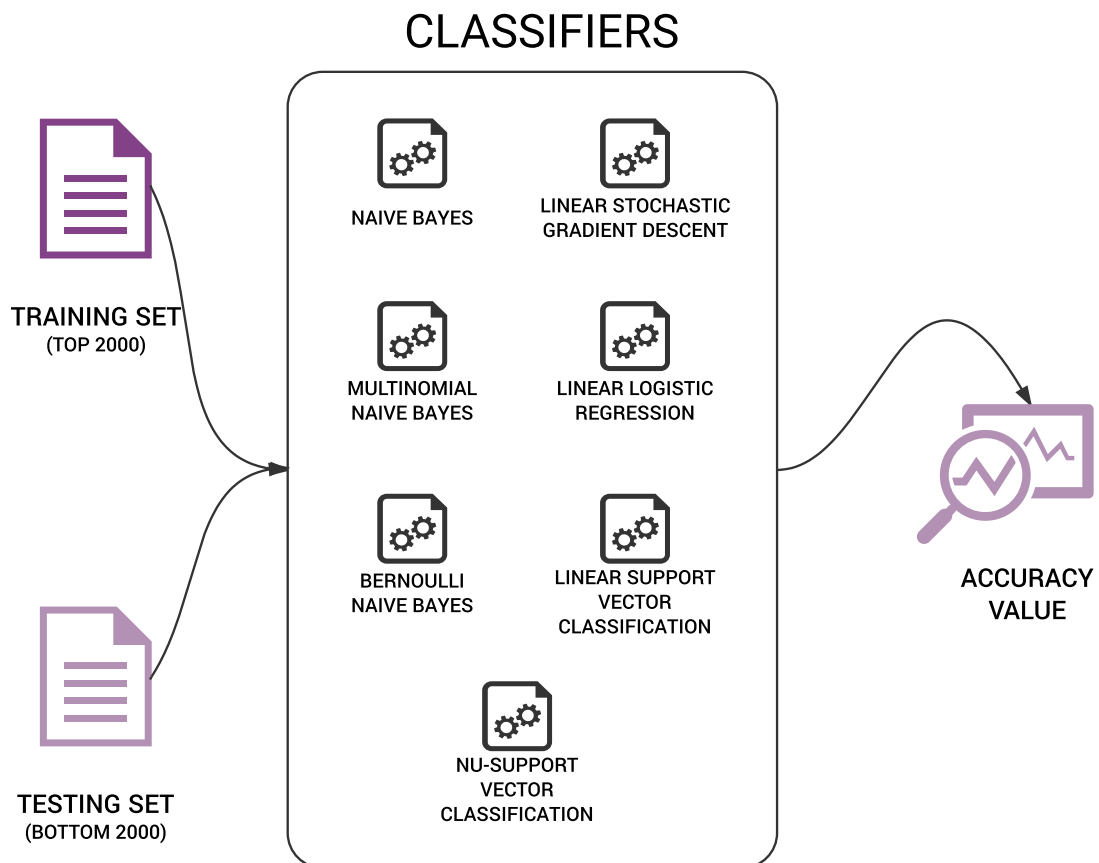 CLASSIFIERS
TRAINING SET
(TOP 2000)
TESTING SET
(BOTTOM 2000)
NAIVE BAYES
LINEAR STOCHASTIC
GRADIENT DESCENT
MULTINOMIAL
NAIVE BAYES
LINEAR LOGISTIC
REGRESSION
BERNOULLI
NAIVE BAYES
LINEAR SUPPORT
VECTOR
CLASSIFICATION
NU-SUPPORT
VECTOR
CLASSIFICATION
ACCURACY
VALUE